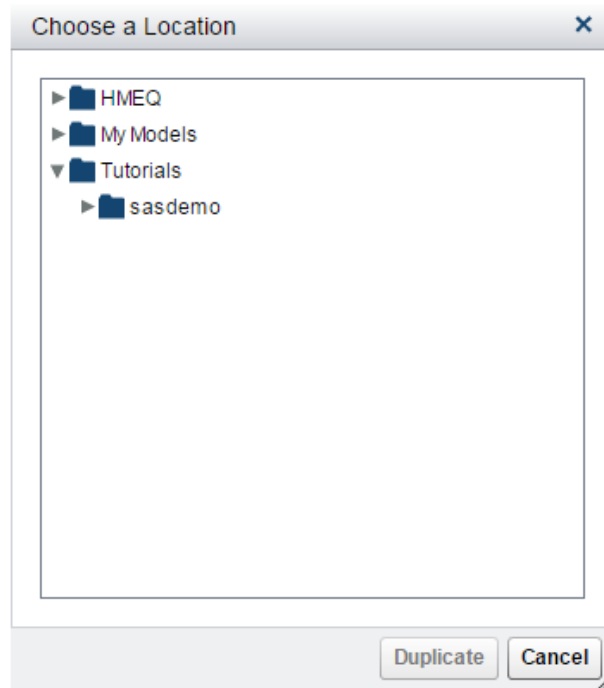 Choose a Location
HMEQ
My Models
Tutorials
sasdemo
Duplicate Cancel